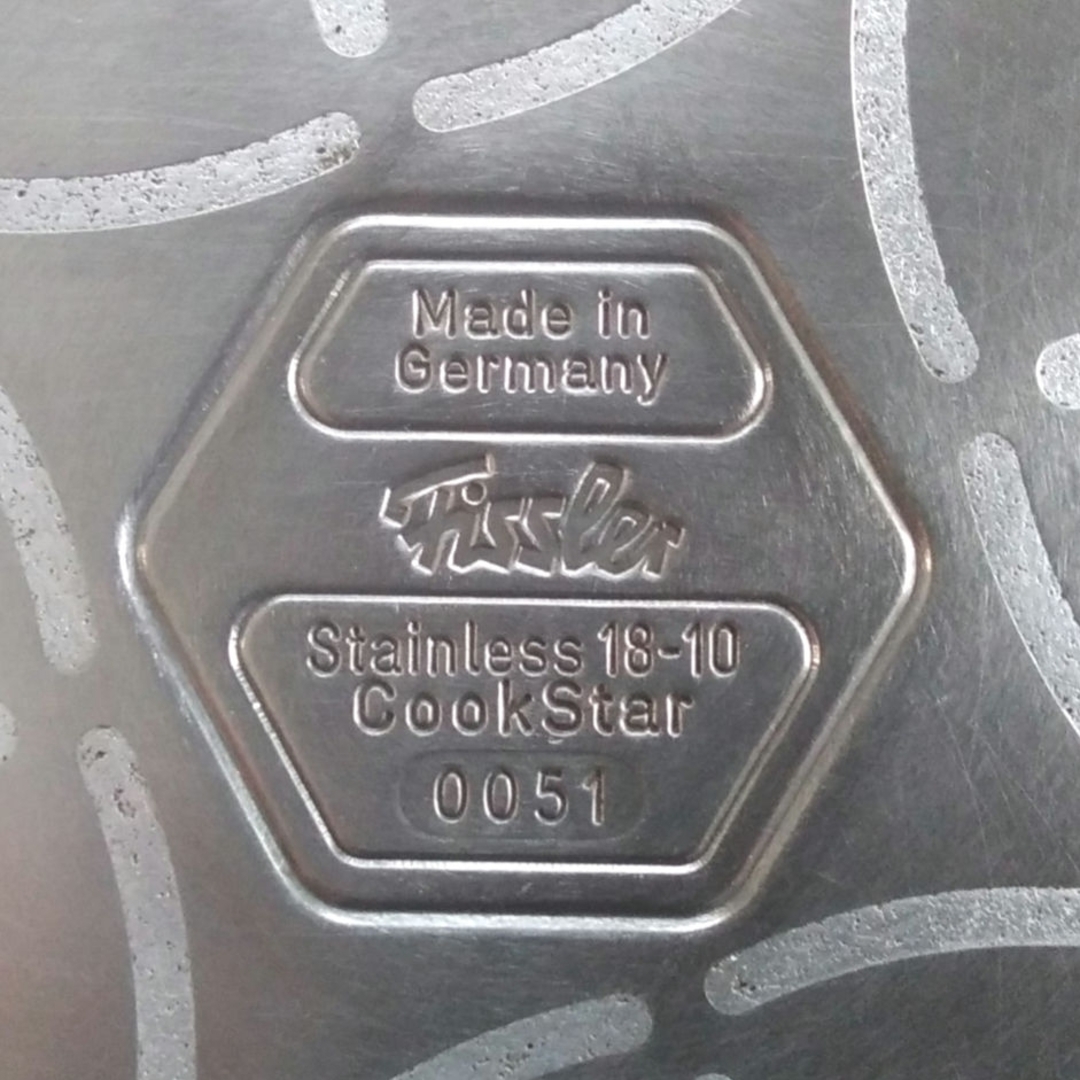 Made in
Germany
Fissler
Stainless 18-10
CookStar
0051